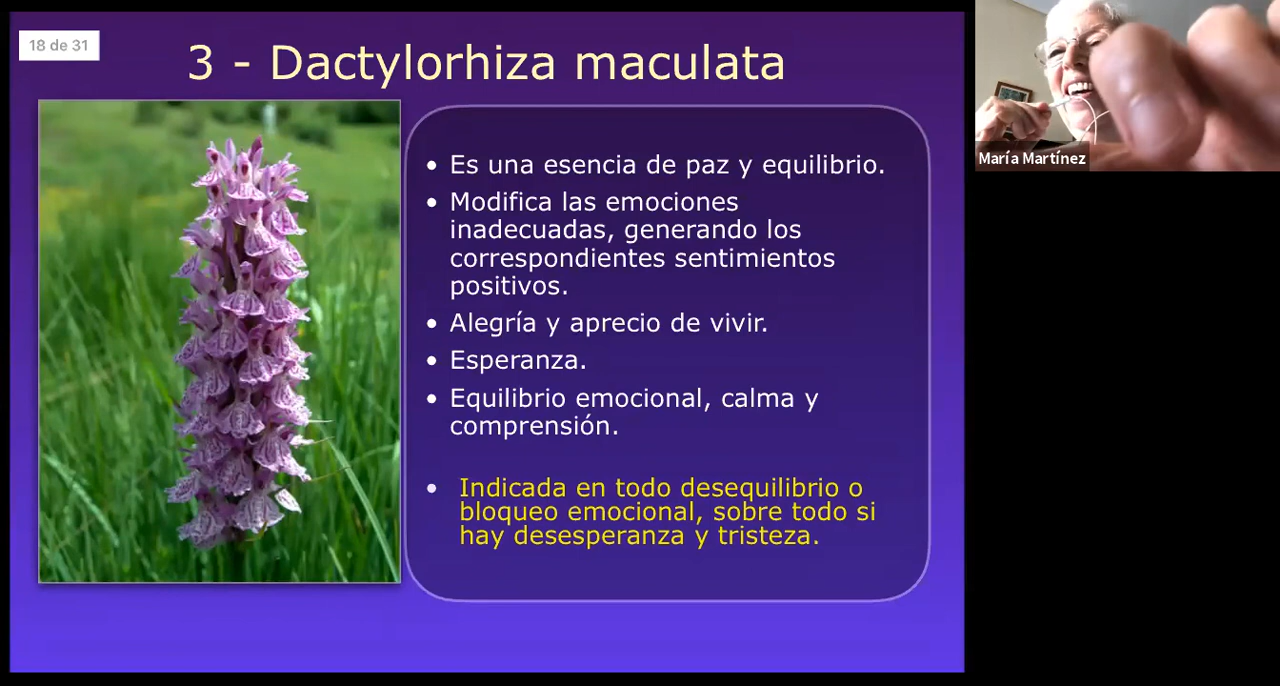 18 de 31
3 - Dactylorhiza maculata
• Es una esencia de paz y equilibrio.
• Modifica las emociones
inadecuadas, generando los
correspondientes sentimientos
positivos.
• Alegría y aprecio de vivir.
• Esperanza.
• Equilibrio emocional, calma y
comprensión.
• Indicada en todo desequilibrio o
bloqueo emocional, sobre todo si
hay desesperanza y tristeza.
María Martínez